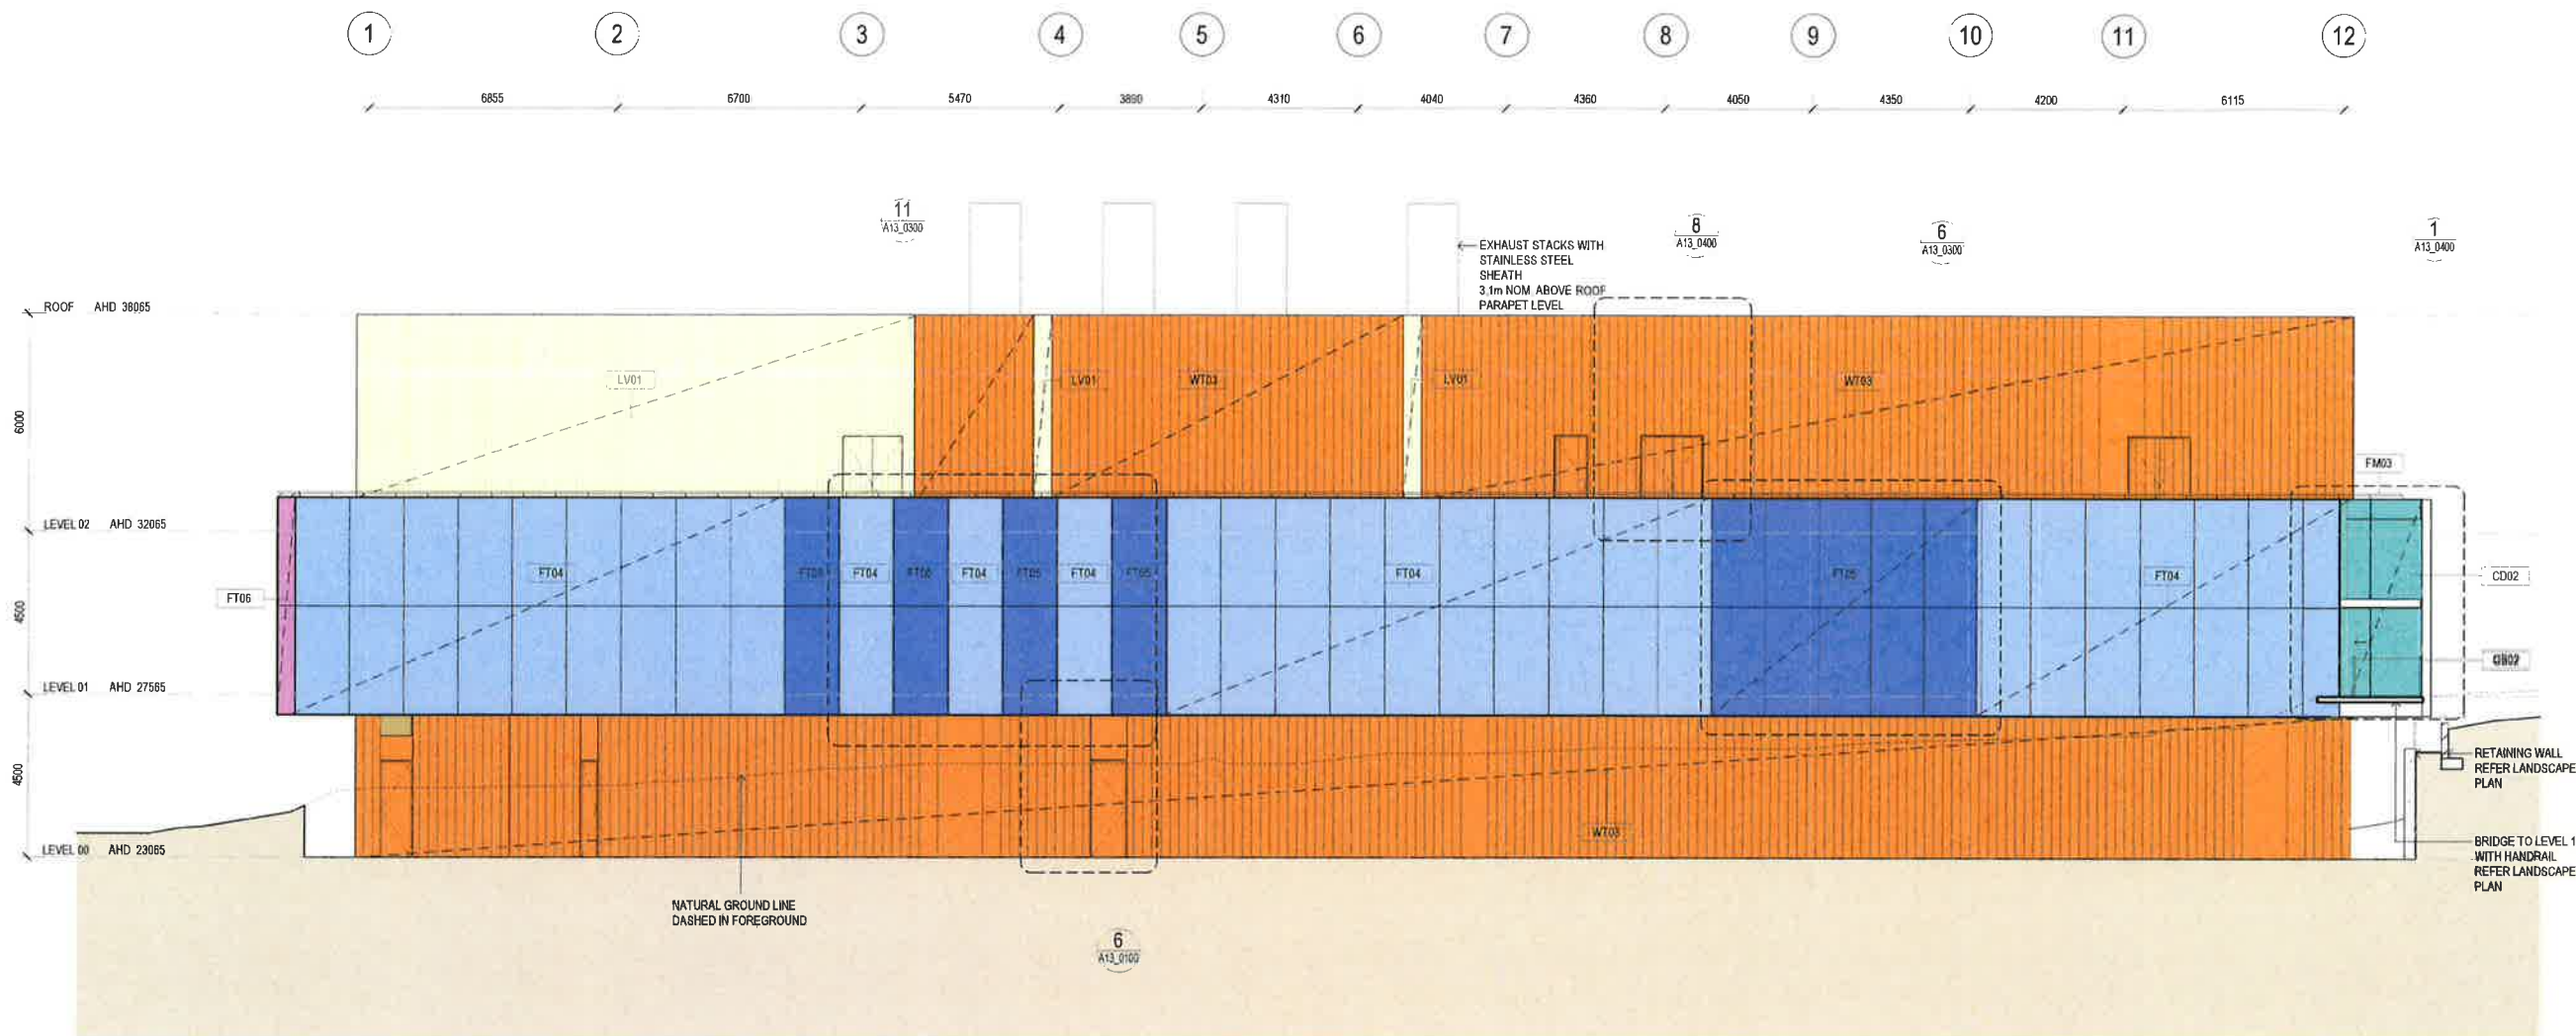 1 2 3 4 5 6 7 8 9 10 11 12
6855 6700 5470 3890 4310 4040 4360 4050 4350 4200 6115
11
A13_0300
8
A13_0400
6
A13_0300
1
A13_0400
EXHAUST STACKS WITH
STAINLESS STEEL
SHEATH
3.1m NOM. ABOVE ROOF
PARAPET LEVEL
ROOF AHD 38065
LV01 LV01 WT03 LV01 WT03
6000
FM03
LEVEL 02 AHD 32065
FT04 FT04 FT04 FT05 FT04 FT05 FT04 FT05 FT04
CD02
FT06
4500
LEVEL 01 AHD 27565
4500
RETAINING WALL
REFER LANDSCAPE
PLAN
WT03
BRIDGE TO LEVEL 1
WITH HANDRAIL
REFER LANDSCAPE
PLAN
LEVEL 00 AHD 23065
NATURAL GROUND LINE
DASHED IN FOREGROUND
6
A13_0100